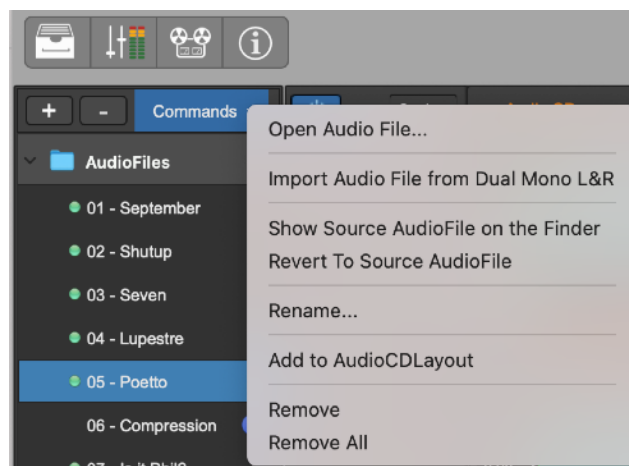 + - Commands
Open Audio File...
Import Audio File from Dual Mono L&R
Show Source AudioFile on the Finder
Revert To Source AudioFile
Rename...
Add to AudioCDLayout
Remove
Remove All
AudioFiles
01 - September
02 - Shutup
03 - Seven
04 - Lupestre
05 - Poetto
06 - Compression